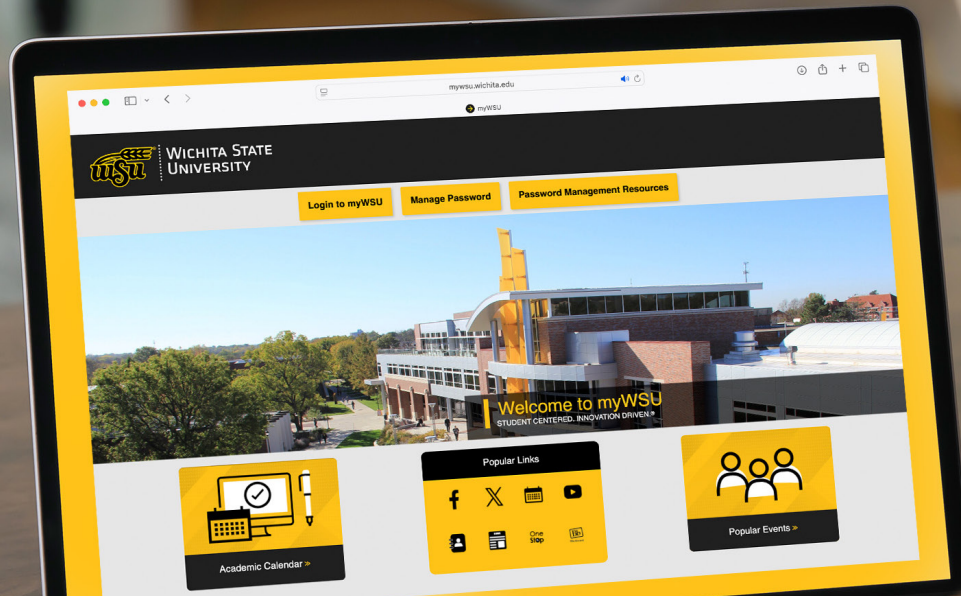 mywsu.wichita.edu
myWSU
wsu
WICHITA STATE
UNIVERSITY
Login to myWSU
Manage Password
Password Management Resources
Welcome to myWSU
STUDENT CENTERED. INNOVATION DRIVEN.®
Popular Links
One
Stop
Academic Calendar »
Popular Events »